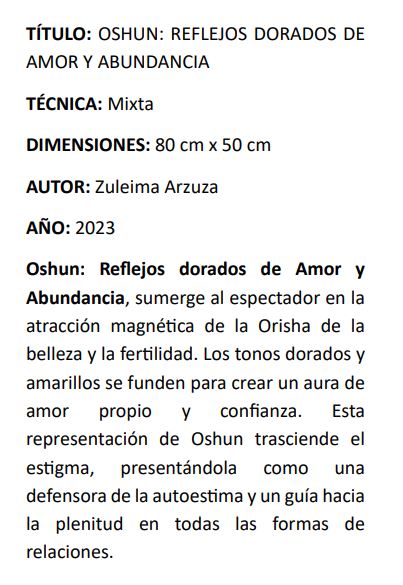 TÍTULO: OSHUN: REFLEJOS DORADOS DE
AMOR Y ABUNDANCIA
TÉCNICA: Mixta
DIMENSIONES: 80 cm x 50 cm
AUTOR: Zuleima Arzuza
AÑO: 2023
Oshun: Reflejos dorados de Amor y
Abundancia, sumerge al espectador en la
atracción magnética de la Orisha de la
belleza y la fertilidad. Los tonos dorados y
amarillos se funden para crear un aura de
amor propio y confianza. Esta
representación de Oshun trasciende el
estigma, presentándola como una
defensora de la autoestima y un guía hacia
la plenitud en todas las formas de
relaciones.